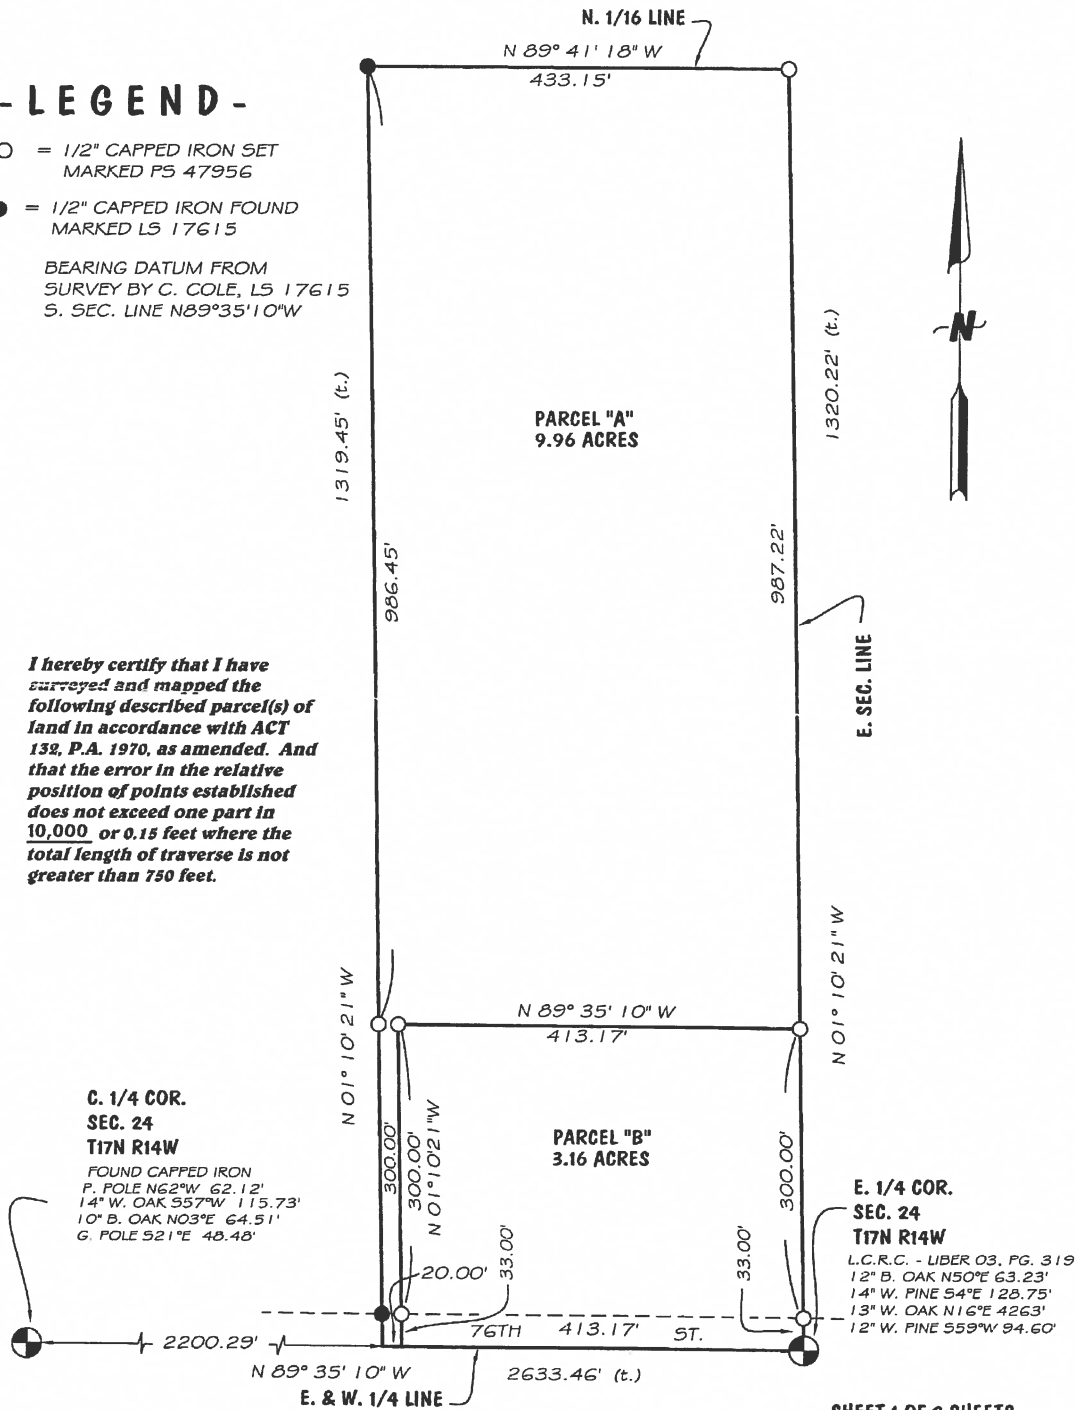 N. 1/16 LINE
N 89° 41' 18" W
433.15'
- LEGEND -
= 1/2" CAPPED IRON SET
MARKED PS 47956
= 1/2" CAPPED IRON FOUND
MARKED LS 17615
BEARING DATUM FROM
SURVEY BY C. COLE, LS 17615
S. SEC. LINE N89°35'10"W
N
1319.45' (t.)
1320.22' (t.)
PARCEL "A"
9.96 ACRES
986.45'
987.22'
E. SEC. LINE
I hereby certify that I have
surveyed and mapped the
following described parcel(s) of
land in accordance with ACT
132, P.A. 1970, as amended. And
that the error in the relative
position of points established
does not exceed one part in
10,000 or 0.15 feet where the
total length of traverse is not
greater than 750 feet.
N 01° 10' 21" W
N 01° 10' 21" W
N 89° 35' 10" W
413.17'
C. 1/4 COR.
SEC. 24
T17N R14W
FOUND CAPPED IRON
P. POLE N62°W 62.12'
14" W. OAK S57°W 115.73'
10" B. OAK N03°E 64.51'
G. POLE S21°E 48.48'
300.00'
300.00'
N 01°10'21"W
PARCEL "B"
3.16 ACRES
300.00'
E. 1/4 COR.
SEC. 24
T17N R14W
L.C.R.C. - LIBER 03, PG. 319
12" B. OAK N50°E 63.23'
14" W. PINE S4°E 128.75'
13" W. OAK N16°E 4263'
12" W. PINE S59°W 94.60'
20.00'
33.00'
33.00'
76TH 413.17' ST.
2200.29'
N 89° 35' 10" W
2633.46' (t.)
E. & W. 1/4 LINE